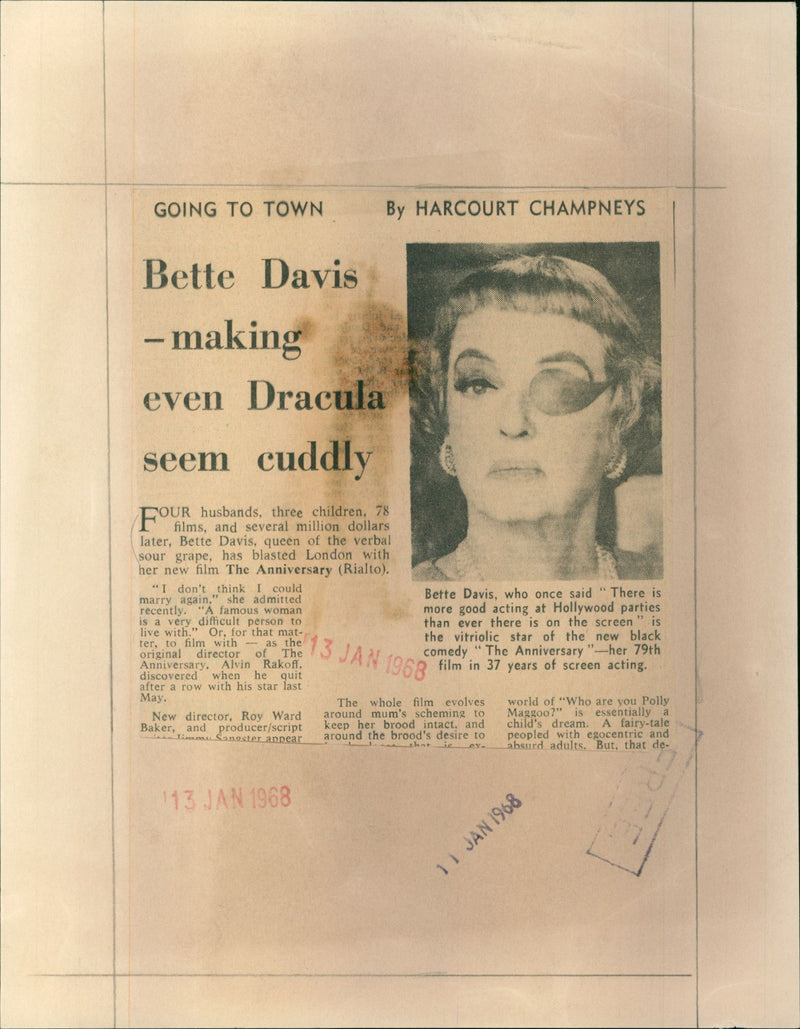 GOING TO TOWN By HARCOURT CHAMPNEYS
Bette Davis
– making
even Dracula
seem cuddly
FOUR husbands, three children, 78
films, and several million dollars
later, Bette Davis, queen of the verbal
sour grape, has blasted London with
her new film The Anniversary (Rialto).
"I don't think I could
marry again," she admitted
recently. "A famous woman
is a very difficult person to
live with." Or, for that mat-
ter, to film with — as the
original director of The
Anniversary, Alvin Rakoff,
discovered when he quit
after a row with his star last
May.
New director, Roy Ward
Baker, and producer/script
Jimmy Sangster appear
Bette Davis, who once said "There is
more good acting at Hollywood parties
than ever there is on the screen" is
the vitriolic star of the new black
comedy "The Anniversary"—her 79th
film in 37 years of screen acting.
13 JAN 1968
The whole film evolves
around mum's scheming to
keep her brood intact, and
around the brood's desire to
that is ex-
world of "Who are you Polly
Maggoo?" is essentially a
child's dream. A fairy-tale
peopled with egocentric and
absurd adults. But, that de-
13 JAN 1968
11 JAN 1968
FREE